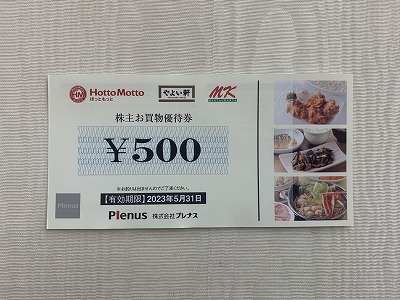 HM HottoMotto
ほっともっと
やよい軒
MK
RESTAURANTS
株主お買物優待券
¥500
※お釣りは出ませんのでご了承ください。
【有効期限】2023年5月31日
Plenus
Plenus 株式会社プレナス